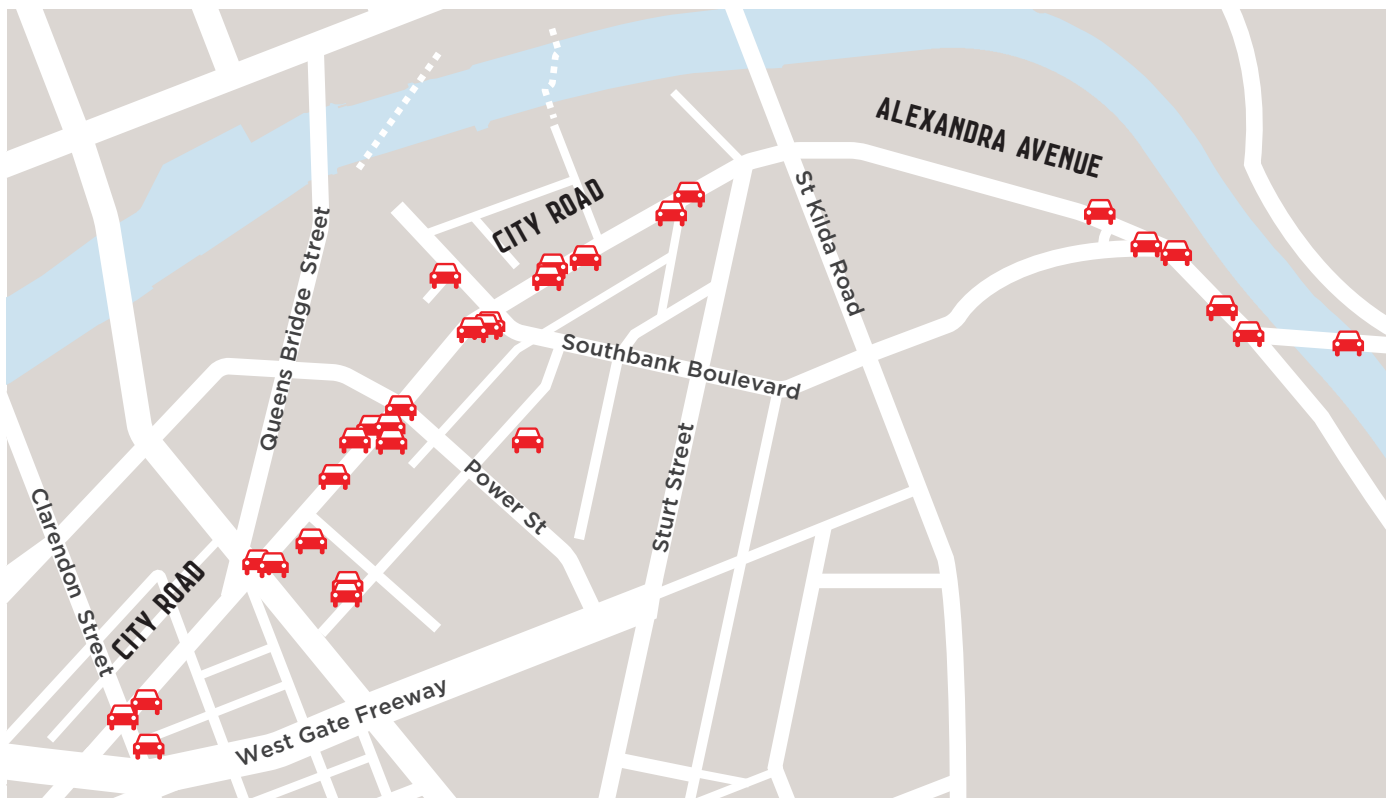 ALEXANDRA AVENUE
CITY ROAD
St Kilda Road
Queens Bridge Street
Southbank Boulevard
Sturt Street
Power St
Clarendon Street
CITY ROAD
West Gate Freeway